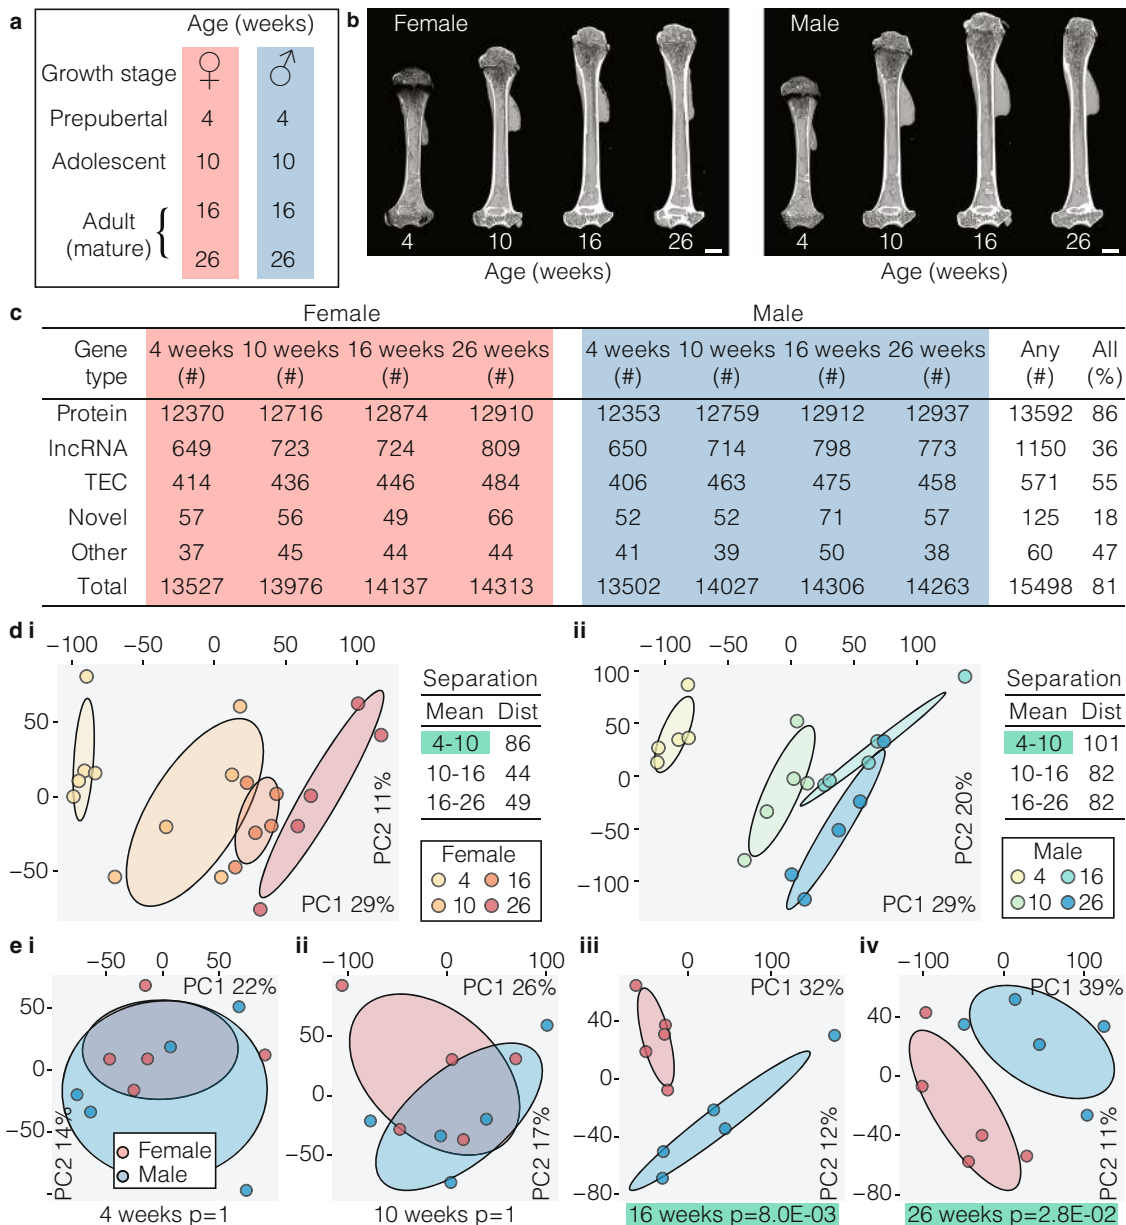 a
Age (weeks)
Growth stage ♀ ♂
Prepubertal 4 4
Adolescent 10 10
Adult (mature) { 16 16
26 26
b
Female
4 10 16 26
Age (weeks)
Male
4 10 16 26
Age (weeks)
c
Female Male
Gene type 4 weeks (#) 10 weeks (#) 16 weeks (#) 26 weeks (#) 4 weeks (#) 10 weeks (#) 16 weeks (#) 26 weeks (#) Any (#) All (%)
Protein 12370 12716 12874 12910 12353 12759 12912 12937 13592 86
lncRNA 649 723 724 809 650 714 798 773 1150 36
TEC 414 436 446 484 406 463 475 458 571 55
Novel 57 56 49 66 52 52 71 57 125 18
Other 37 45 44 44 41 39 50 38 60 47
Total 13527 13976 14137 14313 13502 14027 14306 14263 15498 81
d i
−100 −50 0 50 100
50
0
−50
PC2 11%
PC1 29%
Separation
Mean Dist
4-10 86
10-16 44
16-26 49
Female
4 16
10 26
ii
−100 −50 0 50 100
100
50
0
−50
−100
PC2 20%
PC1 29%
Separation
Mean Dist
4-10 101
10-16 82
16-26 82
Male
4 16
10 26
e i
−50 0 50
PC1 22%
50
0
−50
PC2 14%
Female
Male
4 weeks p=1
ii
−100 0 100
PC1 26%
50
0
−50
PC2 17%
10 weeks p=1
iii
0 100
PC1 32%
40
0
−40
−80
PC2 12%
16 weeks p=8.0E-03
iv
−100 0 100
PC1 39%
40
0
−40
−80
PC2 11%
26 weeks p=2.8E-02